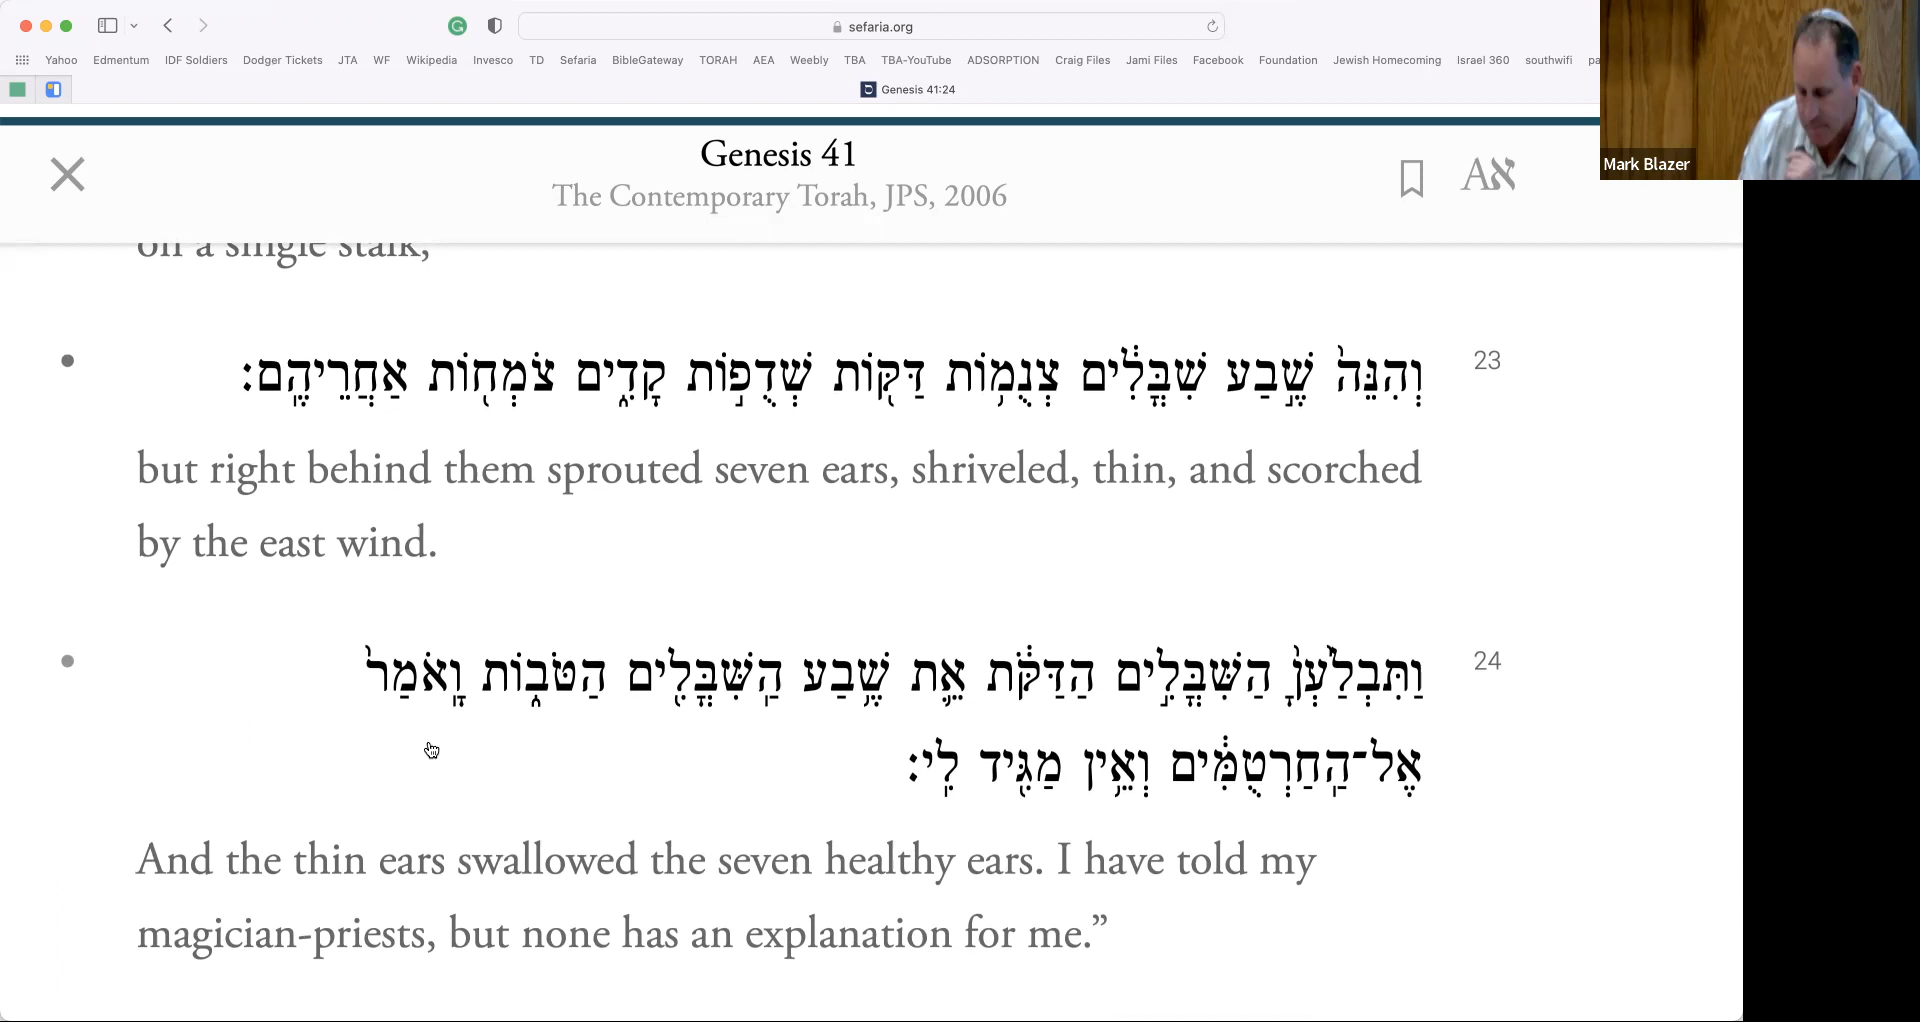 sefaria.org
Yahoo Edmentum IDF Soldiers Dodger Tickets JTA WF Wikipedia Invesco TD Sefaria BibleGateway TORAH AEA Weebly TBA TBA-YouTube ADSORPTION Craig Files Jami Files Facebook Foundation Jewish Homecoming Israel 360 southwifi pa
Genesis 41:24
Mark Blazer
Genesis 41
The Contemporary Torah, JPS, 2006
on a single stalk,
23
וְהִנֵּה֙ שֶׁ֣בַע שִׁבֳּלִ֔ים צְנֻמ֥וֹת דַּקּ֖וֹת שְׁדֻפ֣וֹת קָדִ֑ים צֹמְח֖וֹת אַחֲרֵיהֶֽם׃
but right behind them sprouted seven ears, shriveled, thin, and scorched
by the east wind.
24
וַתִּבְלַ֙עְןָ֙ הַשִּׁבֳּלִ֣ים הַדַּקֹּ֔ת אֵ֛ת שֶׁ֥בַע הַֽשִּׁבֳּלִ֖ים הַטֹּב֑וֹת וָֽאֹמַר֙
אֶל־הַֽחַרְטֻמִּ֔ים וְאֵ֥ין מַגִּ֖יד לִֽי׃
And the thin ears swallowed the seven healthy ears. I have told my
magician-priests, but none has an explanation for me.”